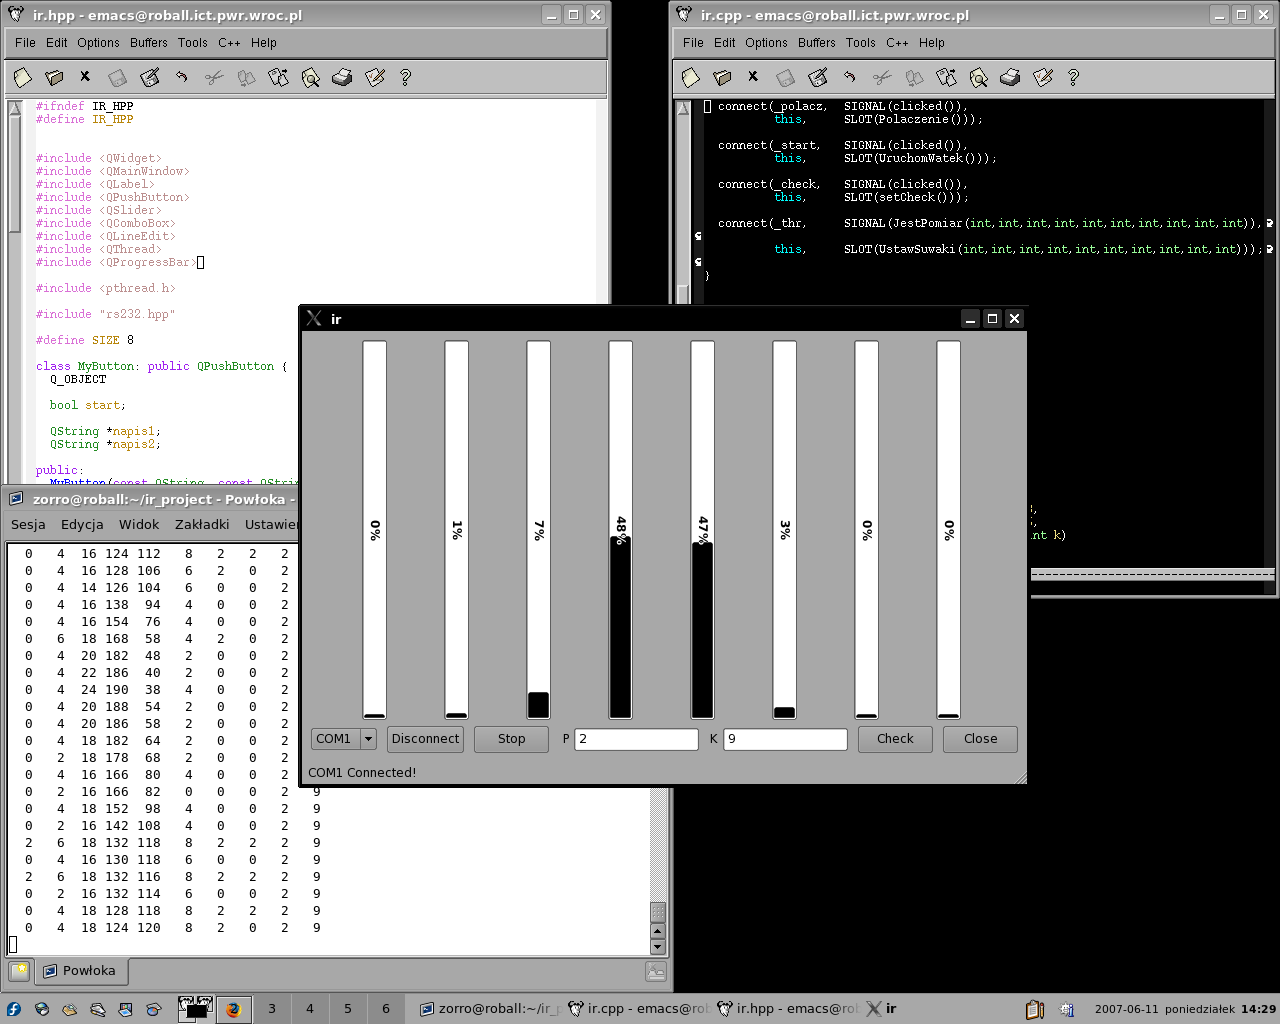 ir.hpp - emacs@roball.ict.pwr.wroc.pl
File Edit Options Buffers Tools C++ Help
#ifndef IR_HPP
#define IR_HPP
#include <QWidget>
#include <QMainWindow>
#include <QLabel>
#include <QPushButton>
#include <QSlider>
#include <QComboBox>
#include <QLineEdit>
#include <QThread>
#include <QProgressBar>
#include <pthread.h>
#include "rs232.hpp"
#define SIZE 8
class MyButton: public QPushButton {
Q_OBJECT
bool start;
QString *napis1;
QString *napis2;
public:
MyButton(const QString, const QStrin
ir.cpp - emacs@roball.ict.pwr.wroc.pl
File Edit Options Buffers Tools C++ Help
connect(_polacz, SIGNAL(clicked()),
this, SLOT(Polaczenie()));
connect(_start, SIGNAL(clicked()),
this, SLOT(UruchomWatek()));
connect(_check, SIGNAL(clicked()),
this, SLOT(setCheck()));
connect(_thr, SIGNAL(JestPomiar(int,int,int,int,int,int,int,int,int,int)),
this, SLOT(UstawSuwaki(int,int,int,int,int,int,int,int,int,int)));
}
int k)
ir
0% 1% 7% 48% 47% 3% 0% 0%
COM1 Disconnect Stop P 2 K 9 Check Close
COM1 Connected!
zorro@roball:~/ir_project - Powłoka -
Sesja Edycja Widok Zakładki Ustawien
0 4 16 124 112 8 2 2 2
0 4 16 128 106 6 2 0 2
0 4 14 126 104 6 0 0 2
0 4 16 138 94 4 0 0 2
0 4 16 154 76 4 0 0 2
0 6 18 168 58 4 2 0 2
0 4 20 182 48 2 0 0 2
0 4 22 186 40 2 0 0 2
0 4 24 190 38 4 0 0 2
0 4 20 188 54 2 0 0 2
0 4 20 186 58 2 0 0 2
0 4 18 182 64 2 0 0 2
0 2 18 178 68 2 0 0 2
0 4 16 166 80 4 0 0 2
0 2 16 166 82 0 0 0 2 9
0 4 18 152 98 4 0 0 2 9
0 2 16 142 108 4 0 0 2 9
2 6 18 132 118 8 2 2 2 9
0 4 16 130 118 6 0 0 2 9
2 6 18 132 116 8 2 2 2 9
0 2 16 132 114 6 0 0 2 9
0 4 18 128 118 8 2 2 2 9
0 4 18 124 120 8 2 0 2 9
Powłoka
3 4 5 6 zorro@roball:~/ir_p ir.cpp - emacs@rob ir.hpp - emacs@rob ir 2007-06-11 poniedziałek 14:29